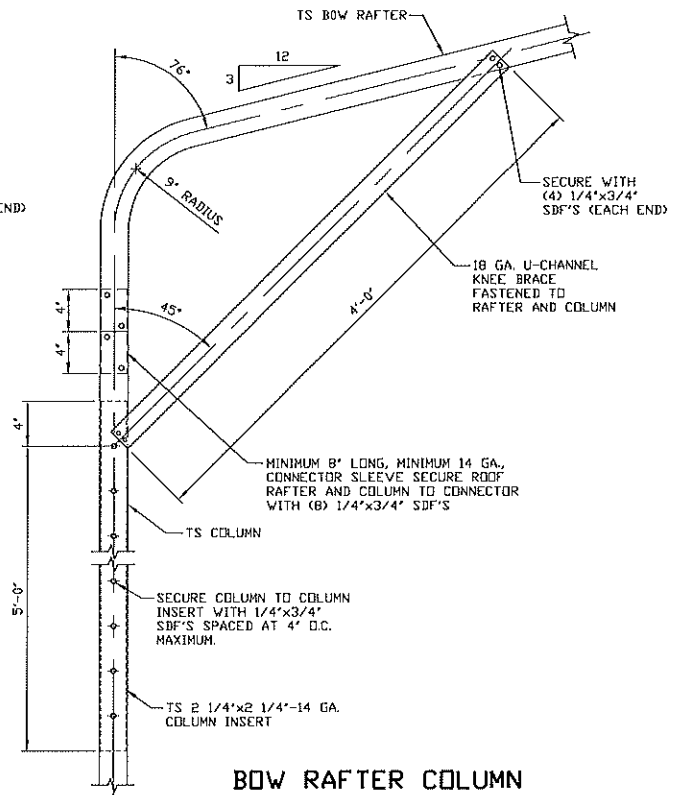 TS BOW RAFTER
12
3
76°
9" RADIUS
END)
SECURE WITH
(4) 1/4"x3/4"
SDF'S (EACH END)
18 GA. U-CHANNEL
KNEE BRACE
FASTENED TO
RAFTER AND COLUMN
4'-0"
45°
4"
4"
4"
MINIMUM 8" LONG, MINIMUM 14 GA.,
CONNECTOR SLEEVE SECURE ROOF
RAFTER AND COLUMN TO CONNECTOR
WITH (8) 1/4"x3/4" SDF'S
TS COLUMN
5'-0"
SECURE COLUMN TO COLUMN
INSERT WITH 1/4"x3/4"
SDF'S SPACED AT 4" O.C.
MAXIMUM.
TS 2 1/4"x2 1/4"-14 GA.
COLUMN INSERT
BOW RAFTER COLUMN